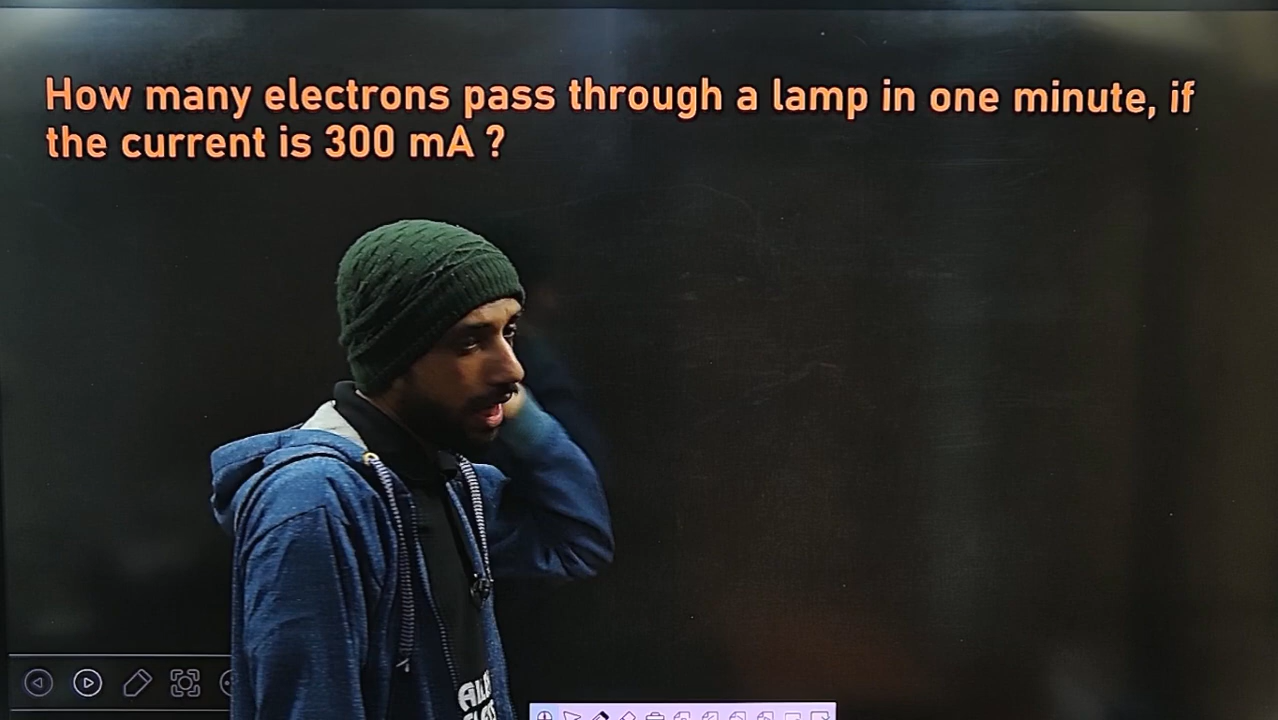 How many electrons pass through a lamp in one minute, if
the current is 300 mA ?